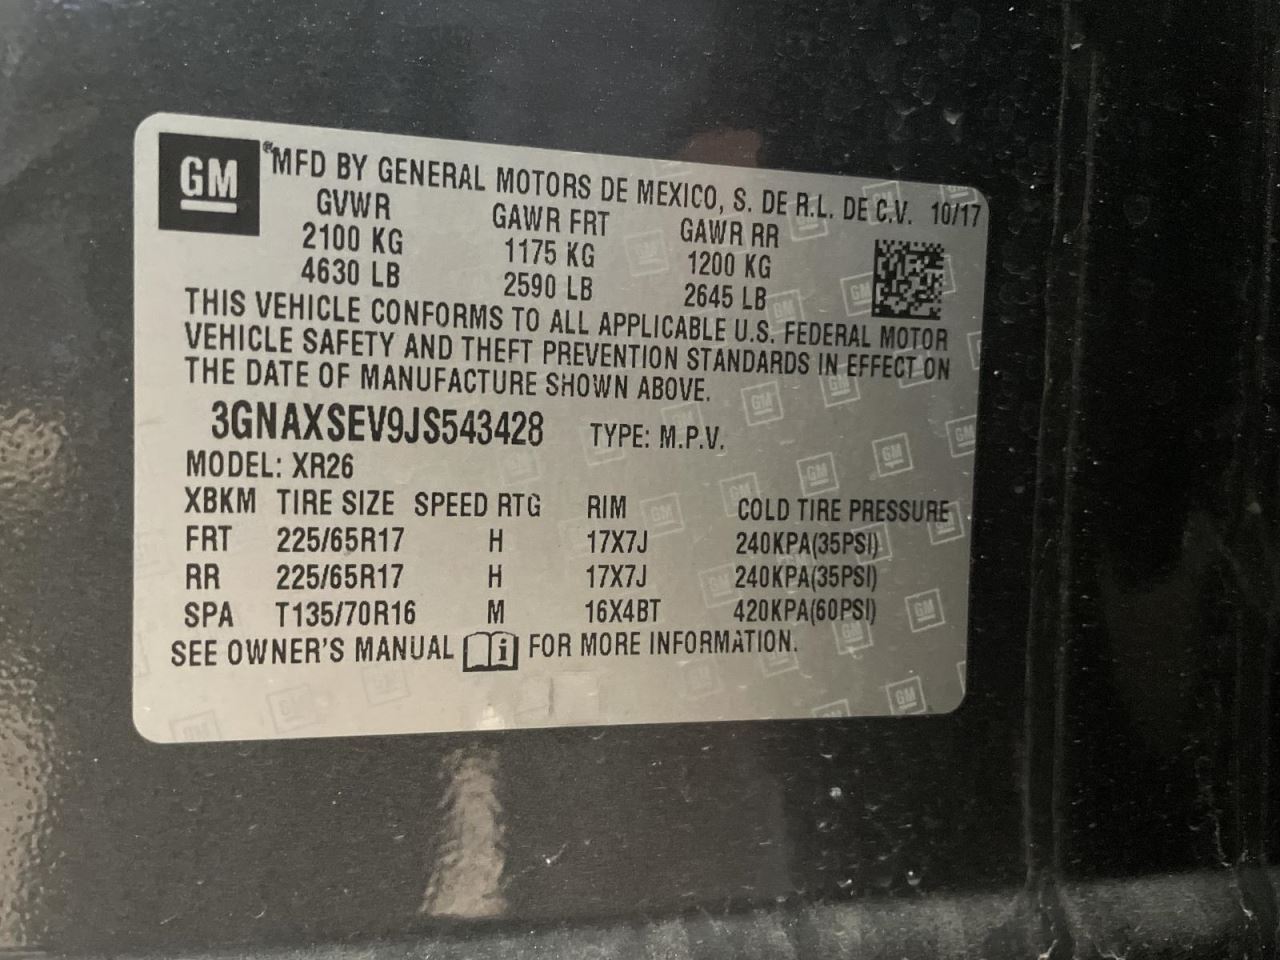 GM ®MFD BY GENERAL MOTORS DE MEXICO, S. DE R.L. DE C.V. 10/17
GVWR GAWR FRT GAWR RR
2100 KG 1175 KG 1200 KG
4630 LB 2590 LB 2645 LB
THIS VEHICLE CONFORMS TO ALL APPLICABLE U.S. FEDERAL MOTOR
VEHICLE SAFETY AND THEFT PREVENTION STANDARDS IN EFFECT ON
THE DATE OF MANUFACTURE SHOWN ABOVE.
3GNAXSEV9JS543428 TYPE: M.P.V.
MODEL: XR26
XBKM TIRE SIZE SPEED RTG RIM COLD TIRE PRESSURE
FRT 225/65R17 H 17X7J 240KPA(35PSI)
RR 225/65R17 H 17X7J 240KPA(35PSI)
SPA T135/70R16 M 16X4BT 420KPA(60PSI)
SEE OWNER'S MANUAL i FOR MORE INFORMATION.